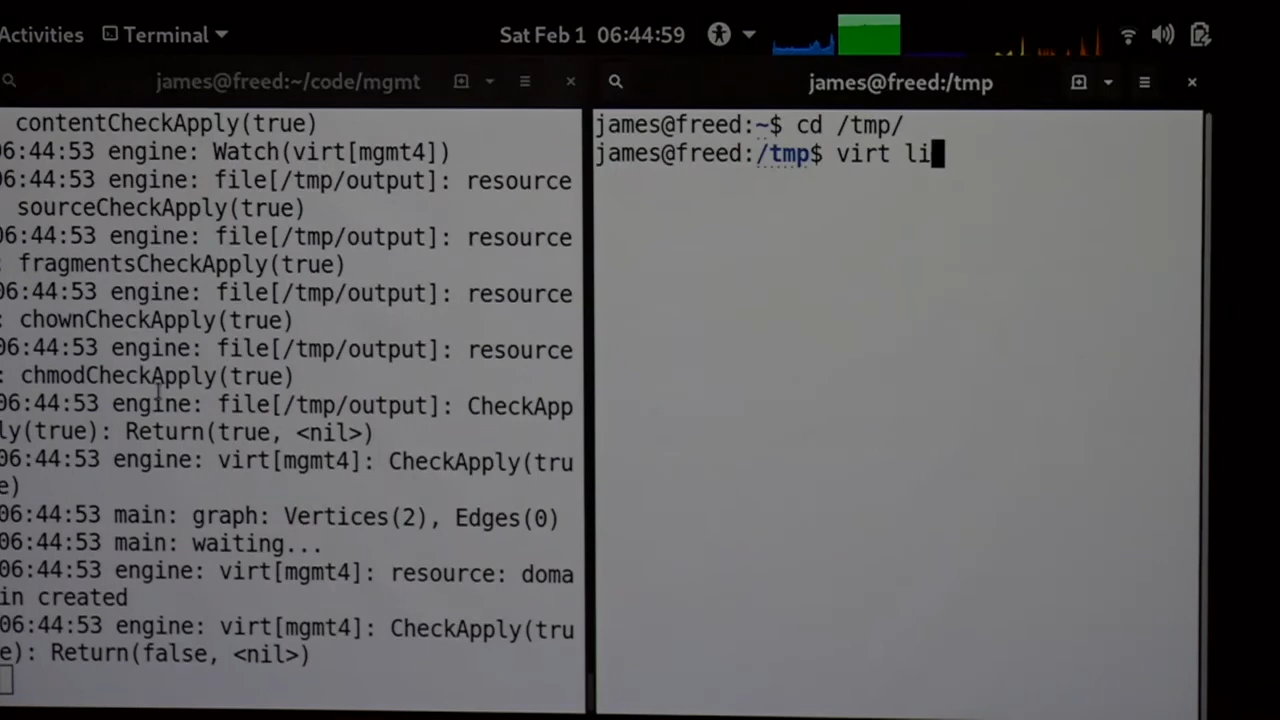 Activities Terminal Sat Feb 1 06:44:59
james@freed:~/code/mgmt
contentCheckApply(true)
06:44:53 engine: Watch(virt[mgmt4])
06:44:53 engine: file[/tmp/output]: resource
sourceCheckApply(true)
06:44:53 engine: file[/tmp/output]: resource
: fragmentsCheckApply(true)
06:44:53 engine: file[/tmp/output]: resource
: chownCheckApply(true)
06:44:53 engine: file[/tmp/output]: resource
: chmodCheckApply(true)
06:44:53 engine: file[/tmp/output]: CheckApp
ly(true): Return(true, <nil>)
06:44:53 engine: virt[mgmt4]: CheckApply(tru
e)
06:44:53 main: graph: Vertices(2), Edges(0)
06:44:53 main: waiting...
06:44:53 engine: virt[mgmt4]: resource: doma
in created
06:44:53 engine: virt[mgmt4]: CheckApply(tru
e): Return(false, <nil>)
james@freed:/tmp
james@freed:~$ cd /tmp/
james@freed:/tmp$ virt li